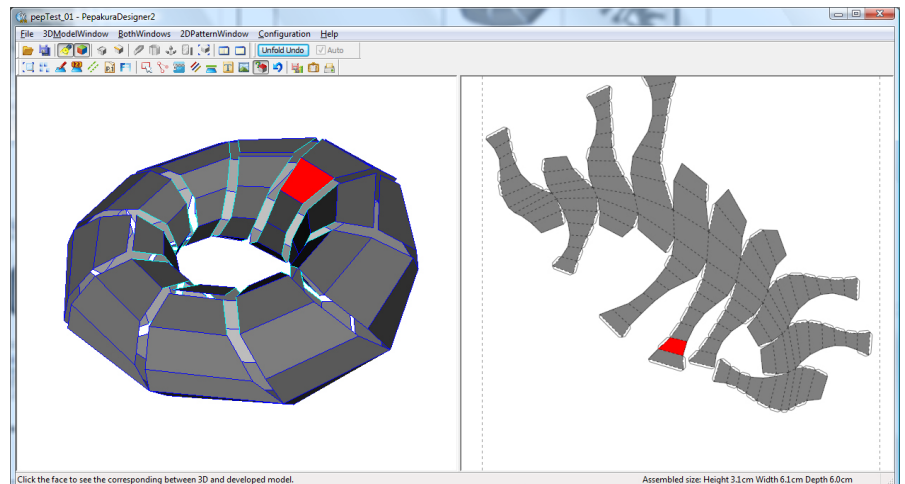 pepTest_01 - PepakuraDesigner2
File 3DModelWindow BothWindows 2DPatternWindow Configuration Help
Unfold Undo Auto
Click the face to see the corresponding between 3D and developed model. Assembled size: Height 3.1cm Width 6.1cm Depth 6.0cm